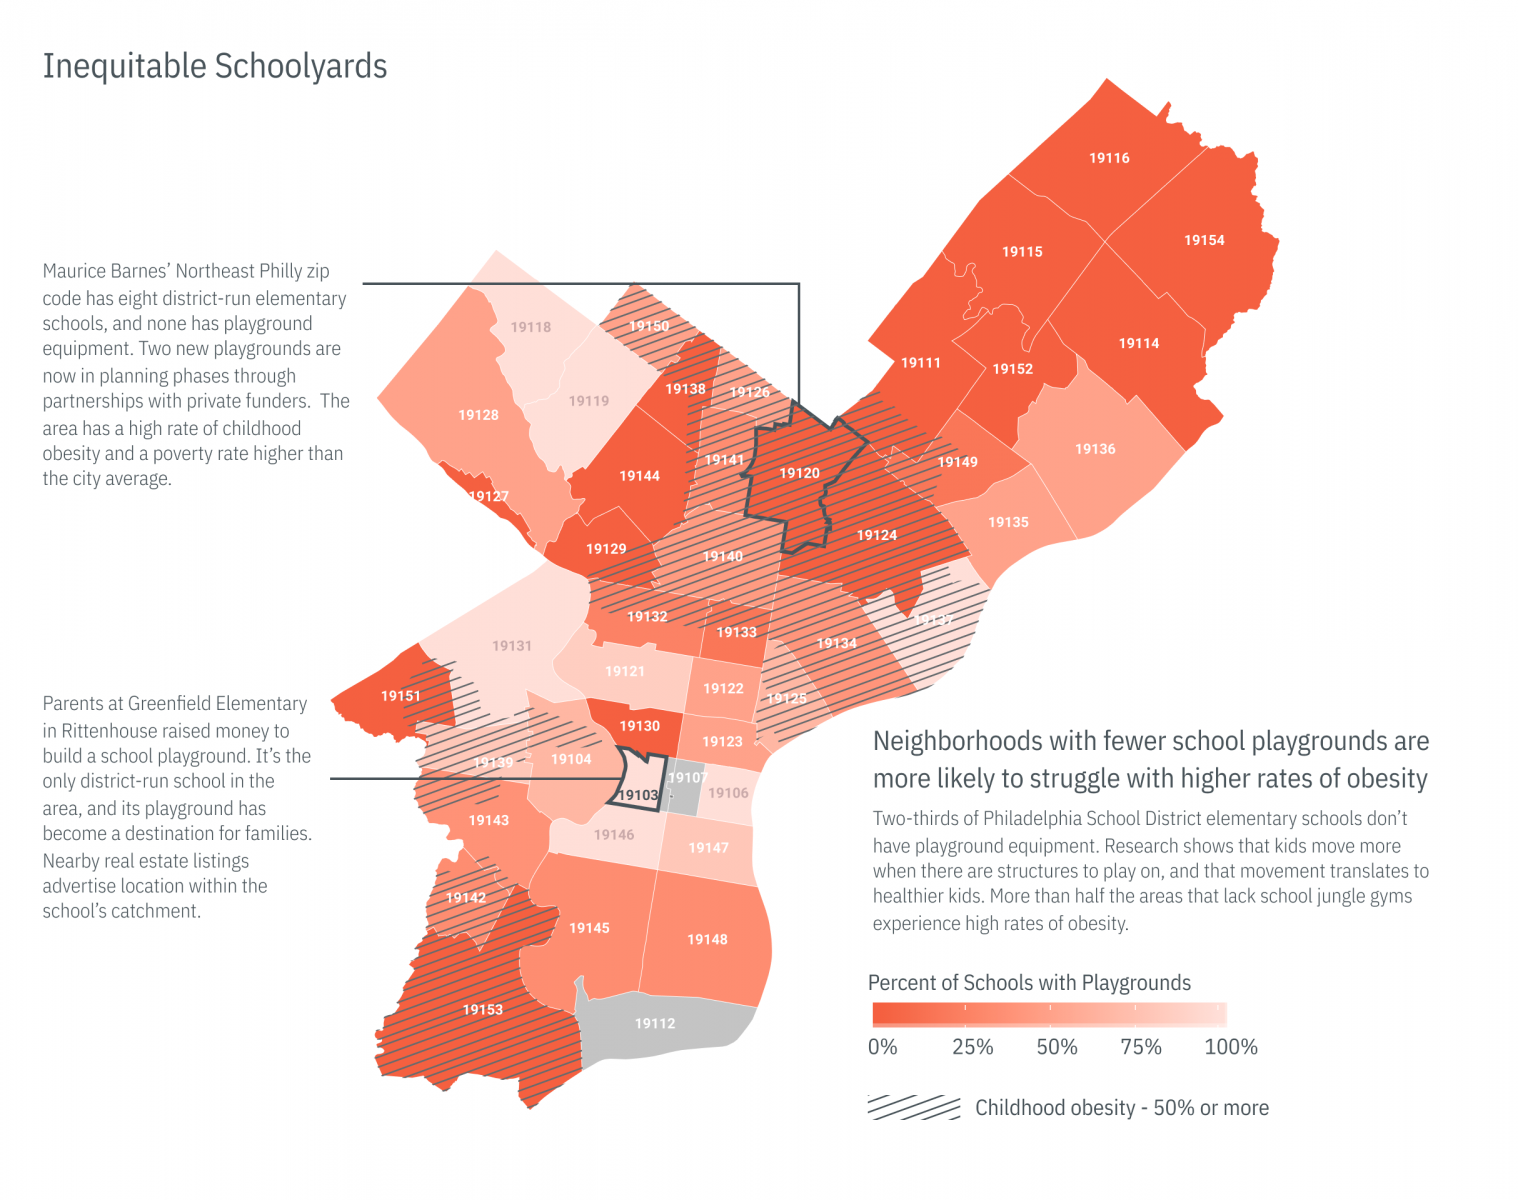 Inequitable Schoolyards
Maurice Barnes’ Northeast Philly zip
code has eight district-run elementary
schools, and none has playground
equipment. Two new playgrounds are
now in planning phases through
partnerships with private funders.  The
area has a high rate of childhood
obesity and a poverty rate higher than
the city average.
Parents at Greenfield Elementary
in Rittenhouse raised money to
build a school playground. It’s the
only district-run school in the
area, and its playground has
become a destination for families.
Nearby real estate listings
advertise location within the
school’s catchment.
19116
19154
19115
19118
19150
19114
19111
19152
19138
19126
19119
19128
19136
19141
19149
19120
19144
19127
19135
19124
19129
19140
19132
19137
19133
19134
19131
19121
19122
19151
19125
19130
19123
19104
19139
19107
19103
19106
19143
19146
19147
19142
19145
19148
19153
19112
Neighborhoods with fewer school playgrounds are
more likely to struggle with higher rates of obesity
Two-thirds of Philadelphia School District elementary schools don’t
have playground equipment. Research shows that kids move more
when there are structures to play on, and that movement translates to
healthier kids. More than half the areas that lack school jungle gyms
experience high rates of obesity.
Percent of Schools with Playgrounds
0% 25% 50% 75% 100%
Childhood obesity - 50% or more